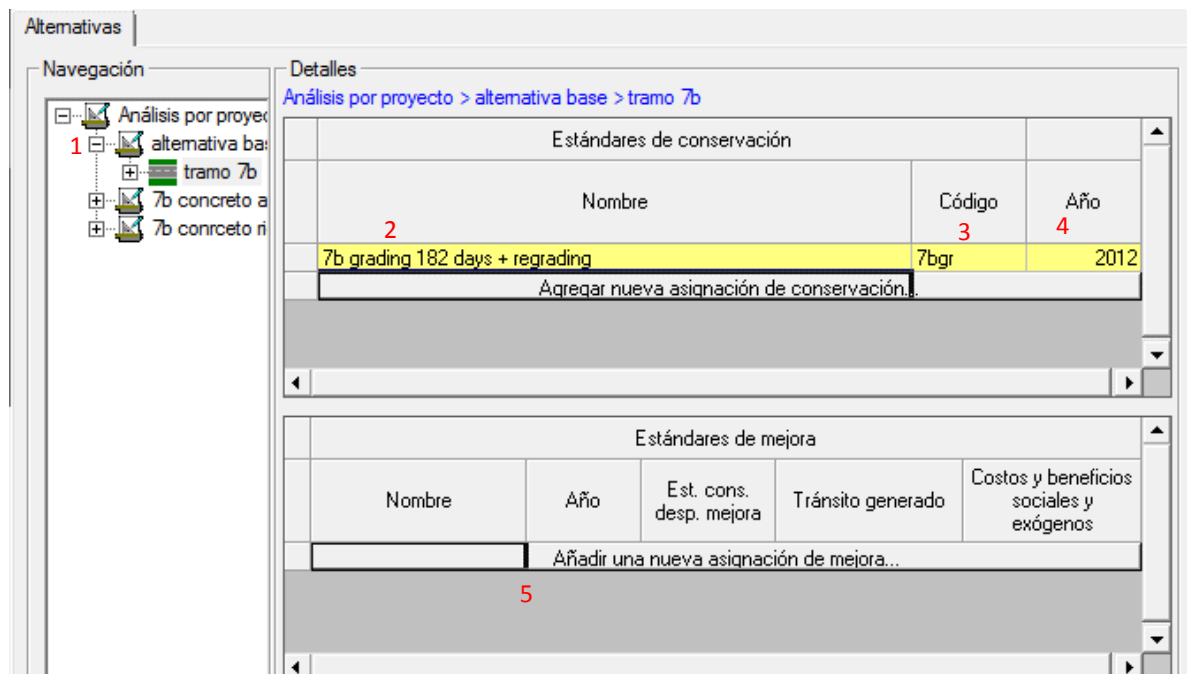 Alternativas
Navegación
Análisis por proyec
1
alternativa bas
tramo 7b
7b concreto a
7b conrceto ri
Detalles
Análisis por proyecto > alternativa base > tramo 7b
Estándares de conservación
Nombre
Código
Año
2
3
4
7b grading 182 days + regrading
7bgr
2012
Agregar nueva asignación de conservación...
Estándares de mejora
Nombre
Año
Est. cons.
desp. mejora
Tránsito generado
Costos y beneficios
sociales y
exógenos
Añadir una nueva asignación de mejora...
5